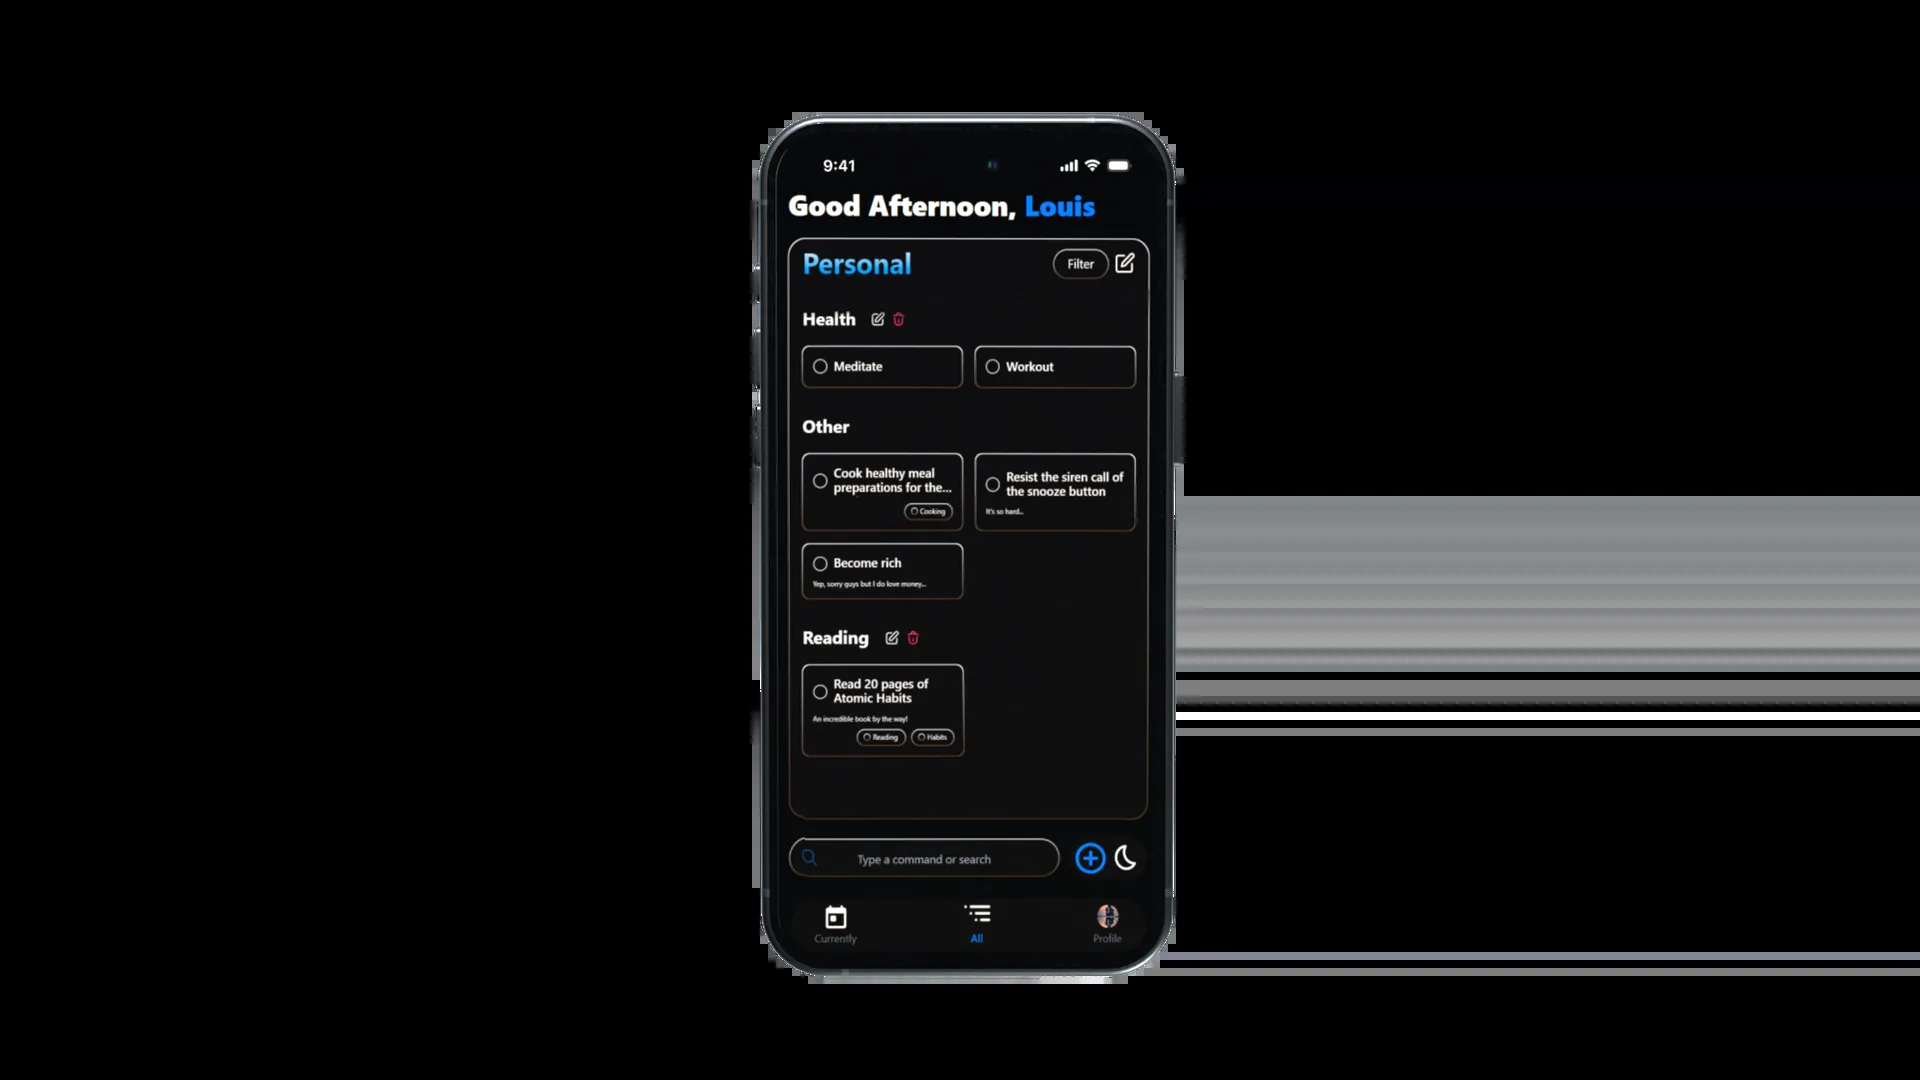 9:41
Good Afternoon, Louis
Personal
Filter
Health
Meditate
Workout
Other
Cook healthy meal
preparations for the...
Cooking
Resist the siren call of
the snooze button
It's so hard...
Become rich
Yep, sorry guys but I do love money...
Reading
Read 20 pages of
Atomic Habits
An incredible book by the way!
Reading
Habits
Type a command or search
Currently
All
Profile